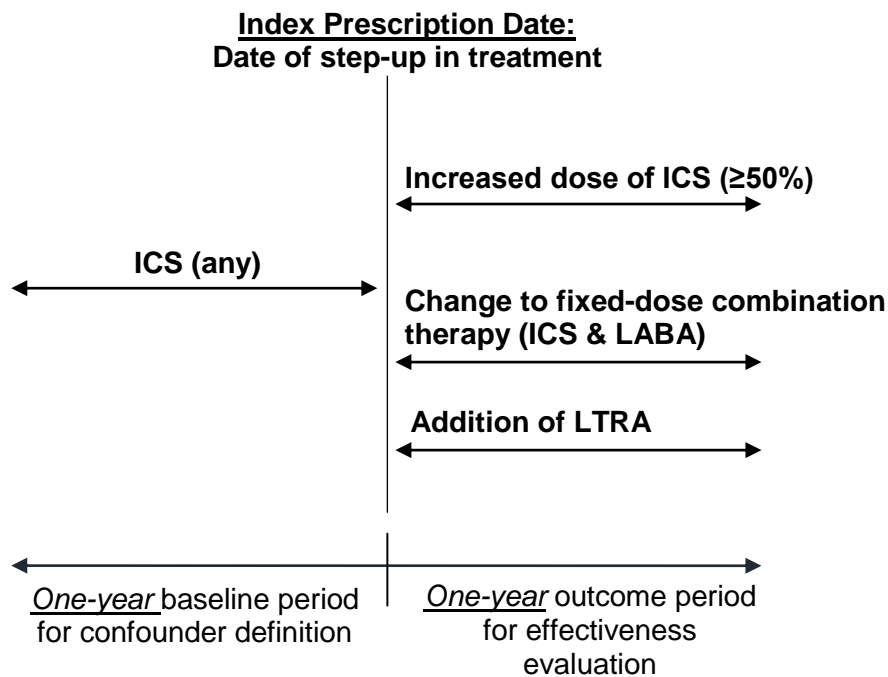 Index Prescription Date:
Date of step-up in treatment
Increased dose of ICS (≥50%)
ICS (any)
Change to fixed-dose combination
therapy (ICS & LABA)
Addition of LTRA
One-year baseline period
for confounder definition
One-year outcome period
for effectiveness
evaluation